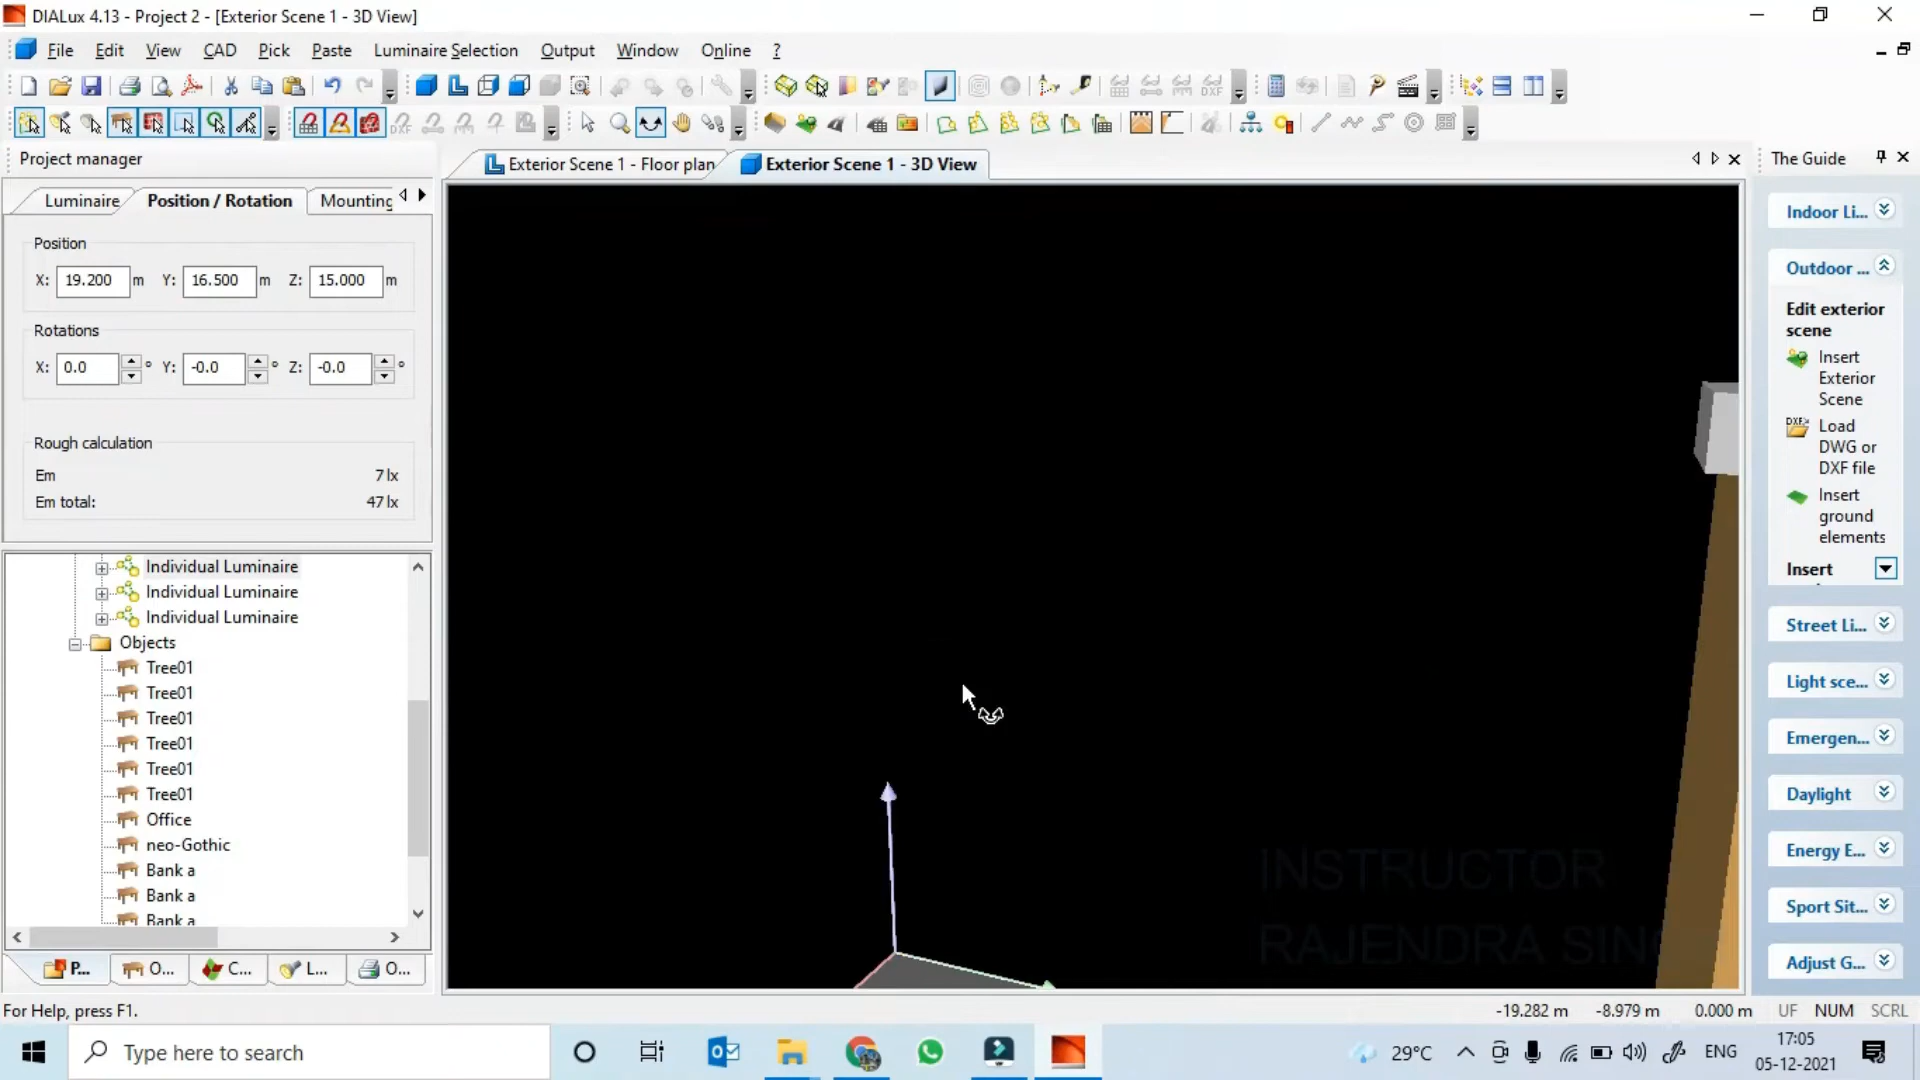 DIALux 4.13 - Project 2 - [Exterior Scene 1 - 3D View]
File Edit View CAD Pick Paste Luminaire Selection Output Window Online ?
DXF DXF
Project manager
Exterior Scene 1 - Floor plan
Exterior Scene 1 - 3D View
The Guide
Luminaire Position / Rotation Mounting
Position
X: 19.200 m Y: 16.500 m Z: 15.000 m
Rotations
X: 0.0 ° Y: -0.0 ° Z: -0.0 °
Rough calculation
Em 7 lx
Em total: 47 lx
Individual Luminaire
Individual Luminaire
Individual Luminaire
Objects
Tree01
Tree01
Tree01
Tree01
Tree01
Tree01
Office
neo-Gothic
Bank a
Bank a
Bank a
P... O... C... L... O...
INSTRUCTOR
RAJENDRA SIN
Indoor Li...
Outdoor ...
Edit exterior
scene
Insert
Exterior
Scene
DXF
Load
DWG or
DXF file
Insert
ground
elements
Insert
Street Li...
Light sce...
Emergen...
Daylight
Energy E...
Sport Sit...
Adjust G...
For Help, press F1.
-19.282 m -8.979 m 0.000 m UF NUM SCRL
Type here to search
29°C
ENG
17:05
05-12-2021